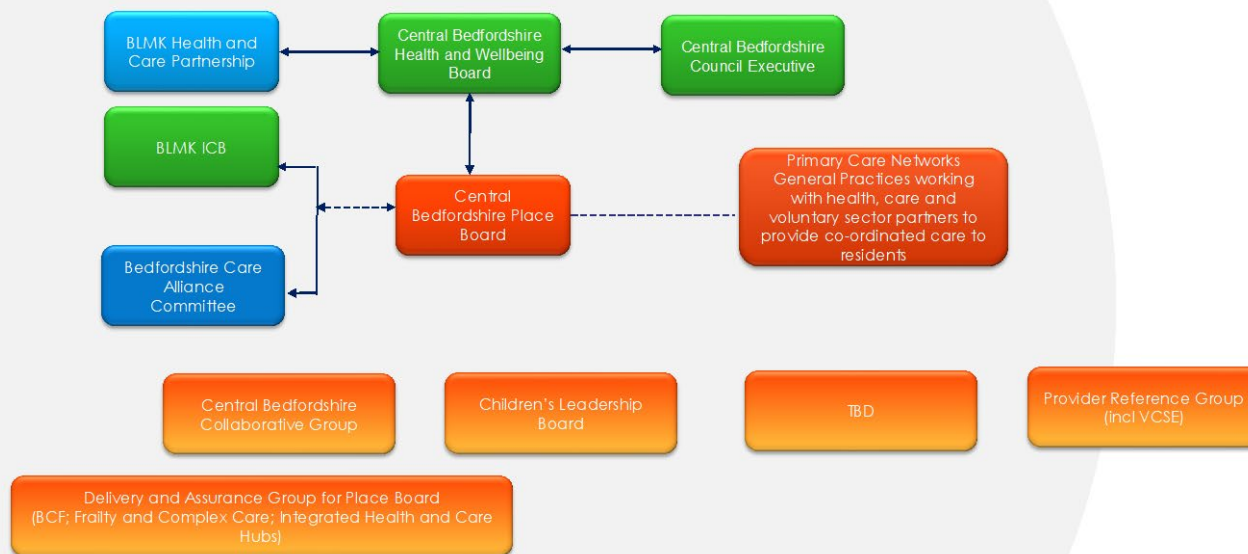 BLMK Health and
Care Partnership
Central Bedfordshire
Health and Wellbeing
Board
Central Bedfordshire
Council Executive
BLMK ICB
Central
Bedfordshire Place
Board
Primary Care Networks
General Practices working
with health, care and
voluntary sector partners to
provide co-ordinated care to
residents
Bedfordshire Care
Alliance
Committee
Central Bedfordshire
Collaborative Group
Children's Leadership
Board
TBD
Provider Reference Group
(incl VCSE)
Delivery and Assurance Group for Place Board
(BCF; Frailty and Complex Care; Integrated Health and Care
Hubs)